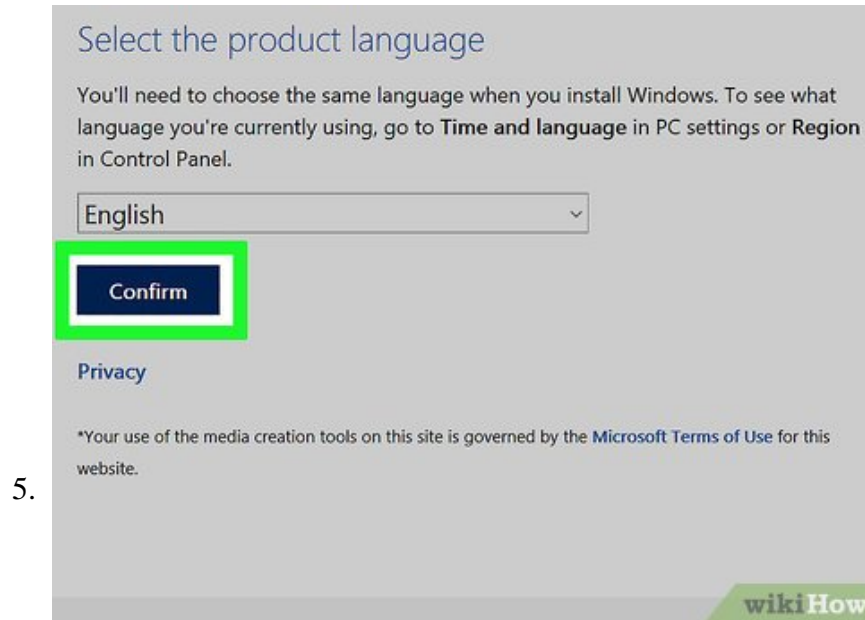 Select the product language
You'll need to choose the same language when you install Windows. To see what
language you're currently using, go to Time and language in PC settings or Region
in Control Panel.
English
Confirm
Privacy
*Your use of the media creation tools on this site is governed by the Microsoft Terms of Use for this
website.
5.
wikiHow